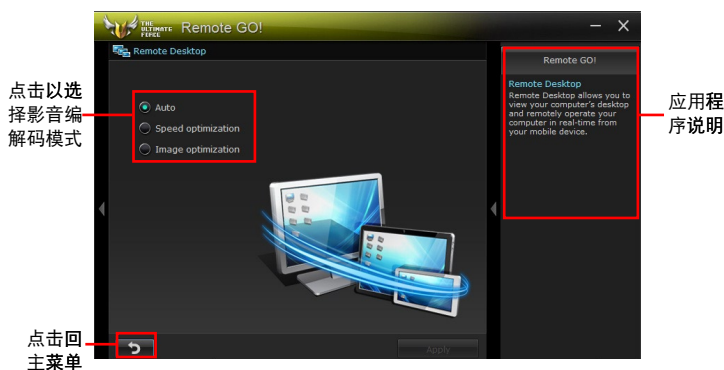 THE
ULTIMATE
FORCE
Remote GO!
Remote Desktop
Remote GO!
点击以选
择影音编
解码模式
Auto
Speed optimization
Image optimization
Remote Desktop
Remote Desktop allows you to
view your computer's desktop
and remotely operate your
computer in real-time from
your mobile device.
应用程
序说明
点击回
主菜单
Apply